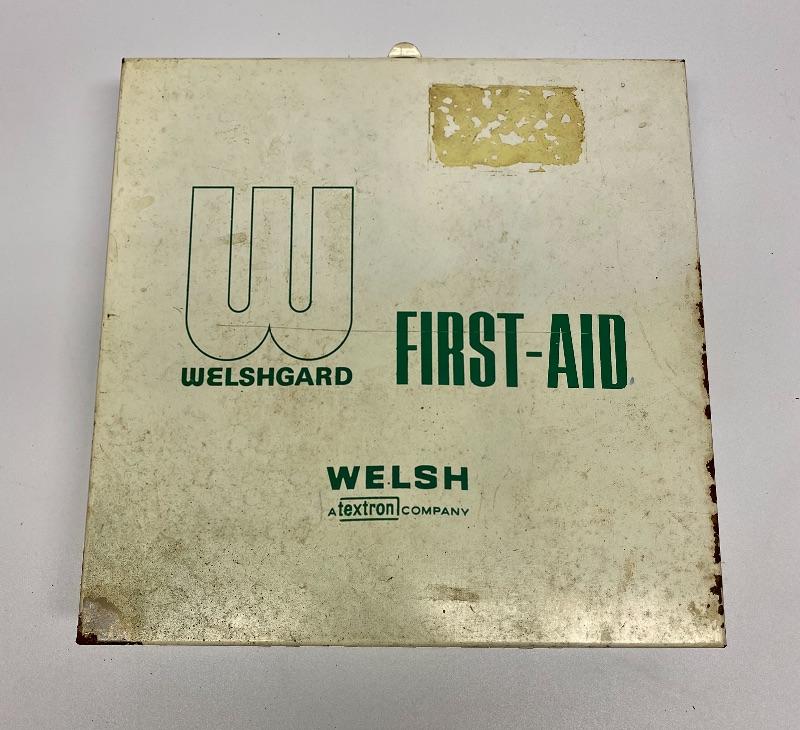 W
WELSHGARD
FIRST-AID
WELSH
A textron COMPANY